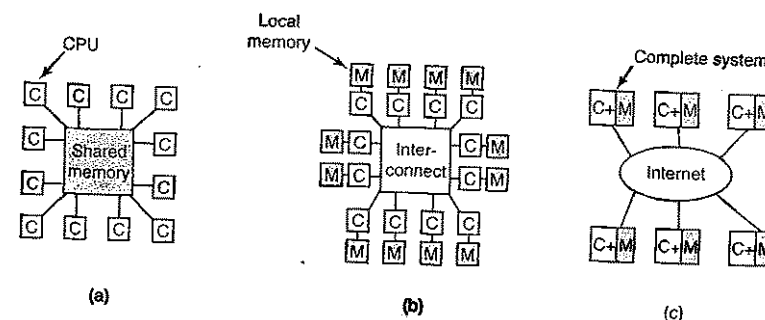 CPU
C C C C
C C
Shared
memory
C C
C C C C
(a)
Local
memory
M M M M
C C C C
M C C M
Inter-
connect
M C C M
C C C C
M M M M
(b)
Complete system
C+ M C+ M C+ M
Internet
C+ M C+ M C+ M
(c)